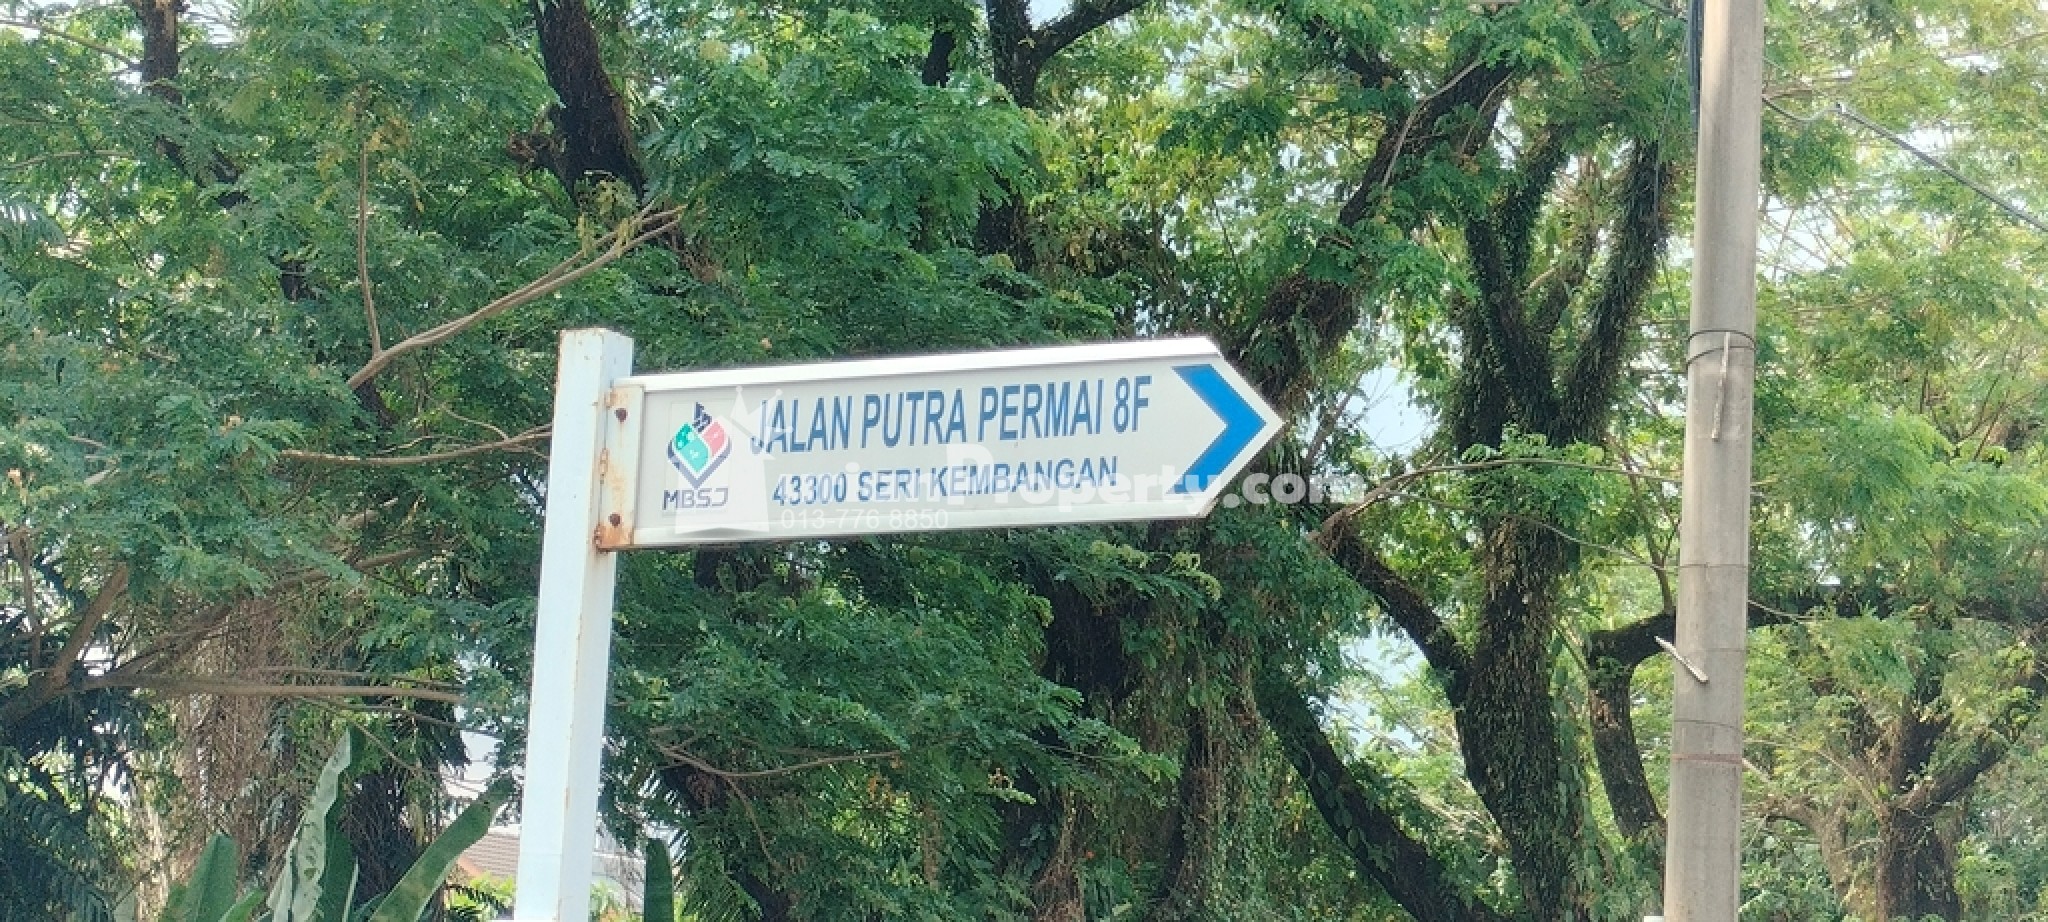 JALAN PUTRA PERMAI 8F
43300 SERI KEMBANGAN
MBSJ
013-776 8850